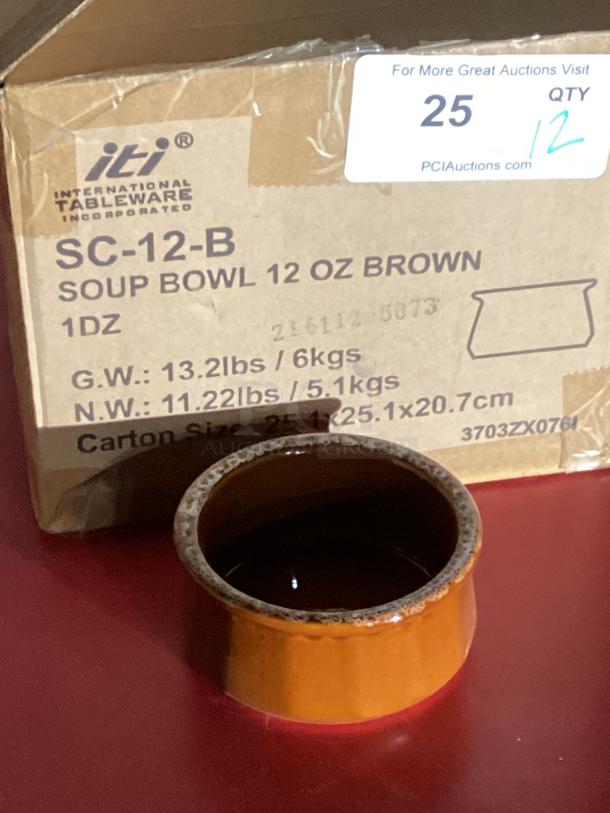 For More Great Auctions Visit
25
QTY
12
PCIAuctions com
iti®
INTERNATIONAL
TABLEWARE
INCORPORATED
SC-12-B
SOUP BOWL 12 OZ BROWN
1DZ
216112 5073
G.W.: 13.2lbs / 6kgs
N.W.: 11.22lbs / 5.1kgs
Carton Size 25.1x25.1x20.7cm
3703ZX076I